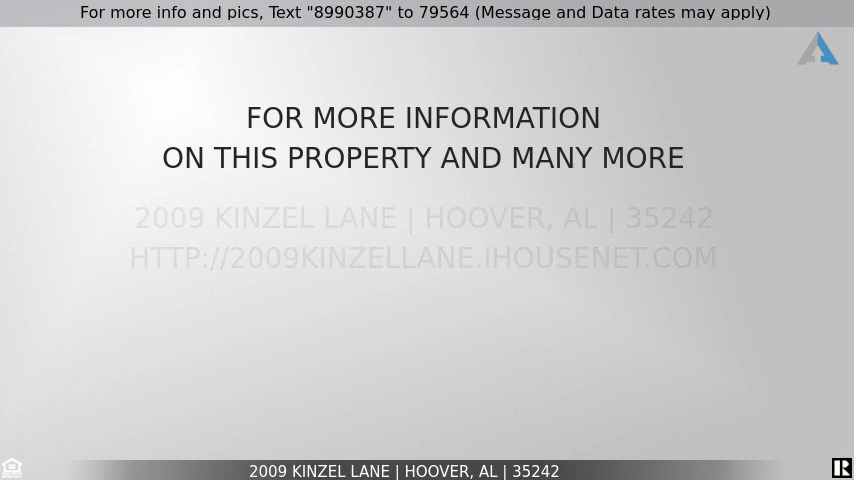 For more info and pics, Text "8990387" to 79564 (Message and Data rates may apply)
FOR MORE INFORMATION
ON THIS PROPERTY AND MANY MORE
2009 KINZEL LANE | HOOVER, AL | 35242
HTTP://2009KINZELLANE.IHOUSENET.COM
2009 KINZEL LANE | HOOVER, AL | 35242